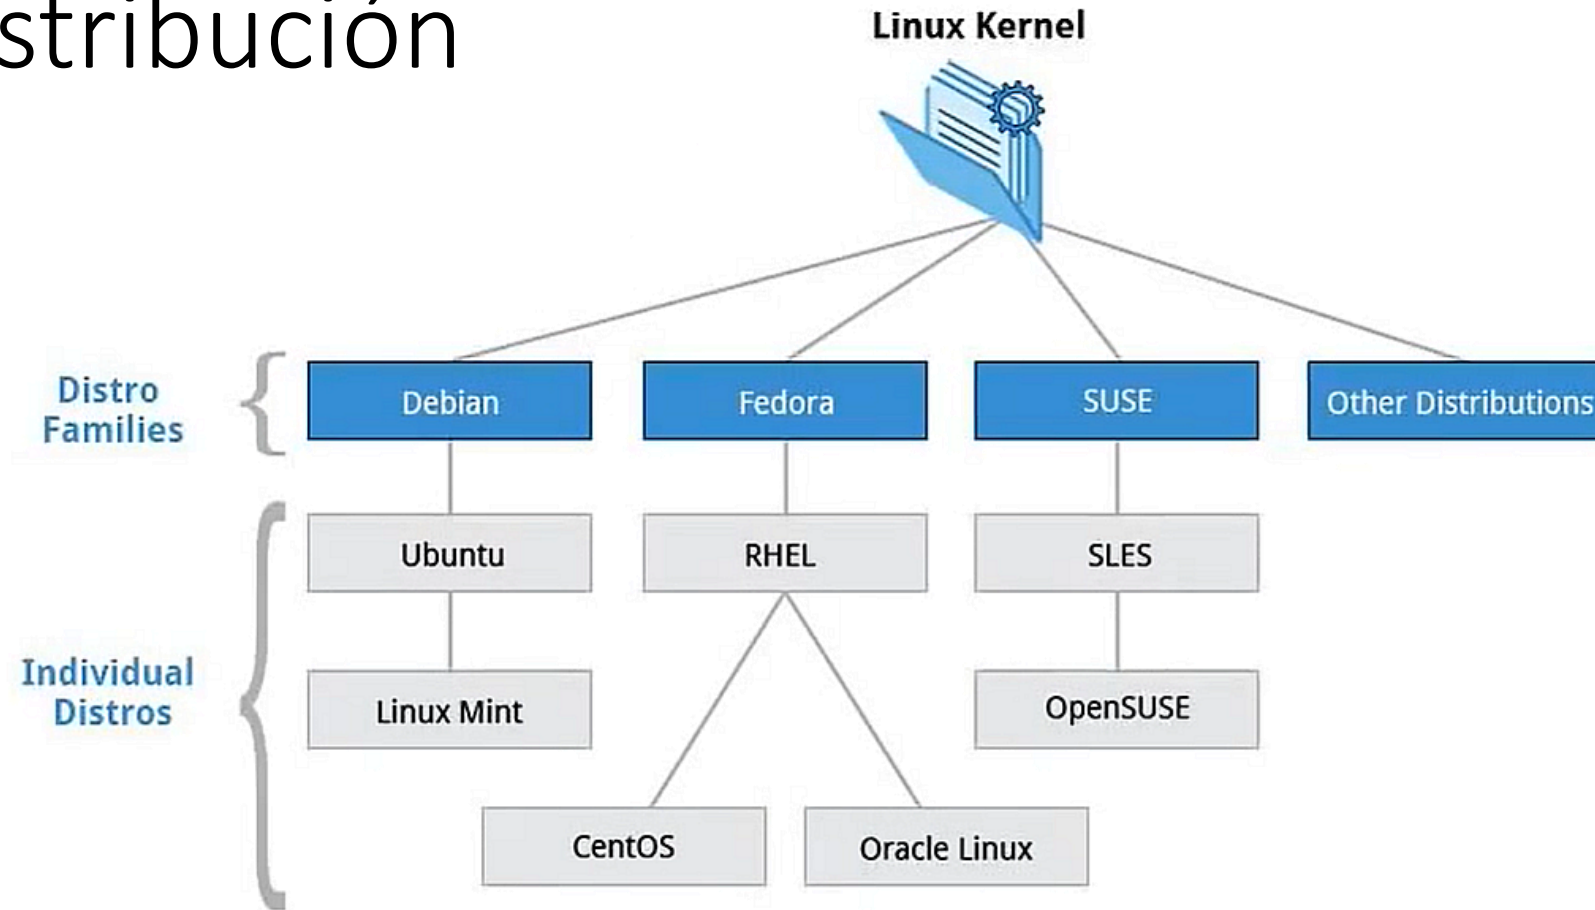 stribución
Linux Kernel
Distro
Families
Debian
Fedora
SUSE
Other Distributions
Ubuntu
RHEL
SLES
Individual
Distros
Linux Mint
OpenSUSE
CentOS
Oracle Linux